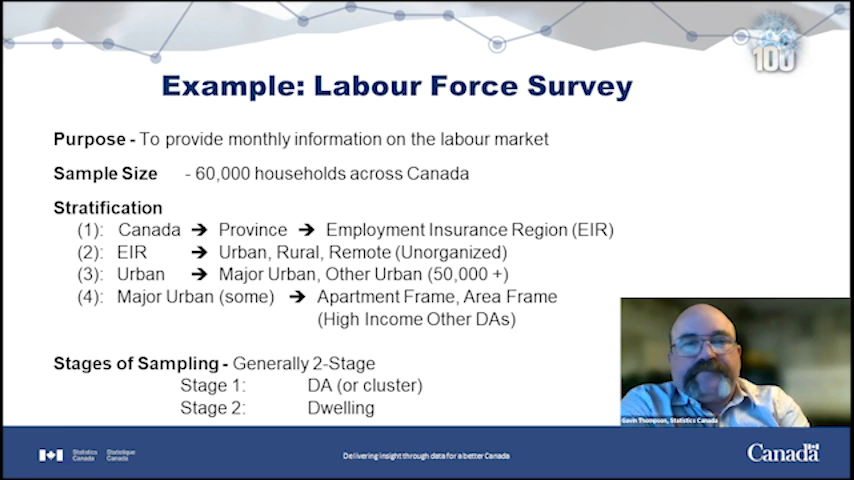 100
Example: Labour Force Survey
Purpose - To provide monthly information on the labour market
Sample Size - 60,000 households across Canada
Stratification
(1): Canada ➔ Province ➔ Employment Insurance Region (EIR)
(2): EIR ➔ Urban, Rural, Remote (Unorganized)
(3): Urban ➔ Major Urban, Other Urban (50,000 +)
(4): Major Urban (some) ➔ Apartment Frame, Area Frame
(High Income Other DAs)
Stages of Sampling - Generally 2-Stage
Stage 1: DA (or cluster)
Stage 2: Dwelling
Gavin Thompson, Statistics Canada
Statistics Statistique
Canada Canada
Delivering insight through data for a better Canada
Canada